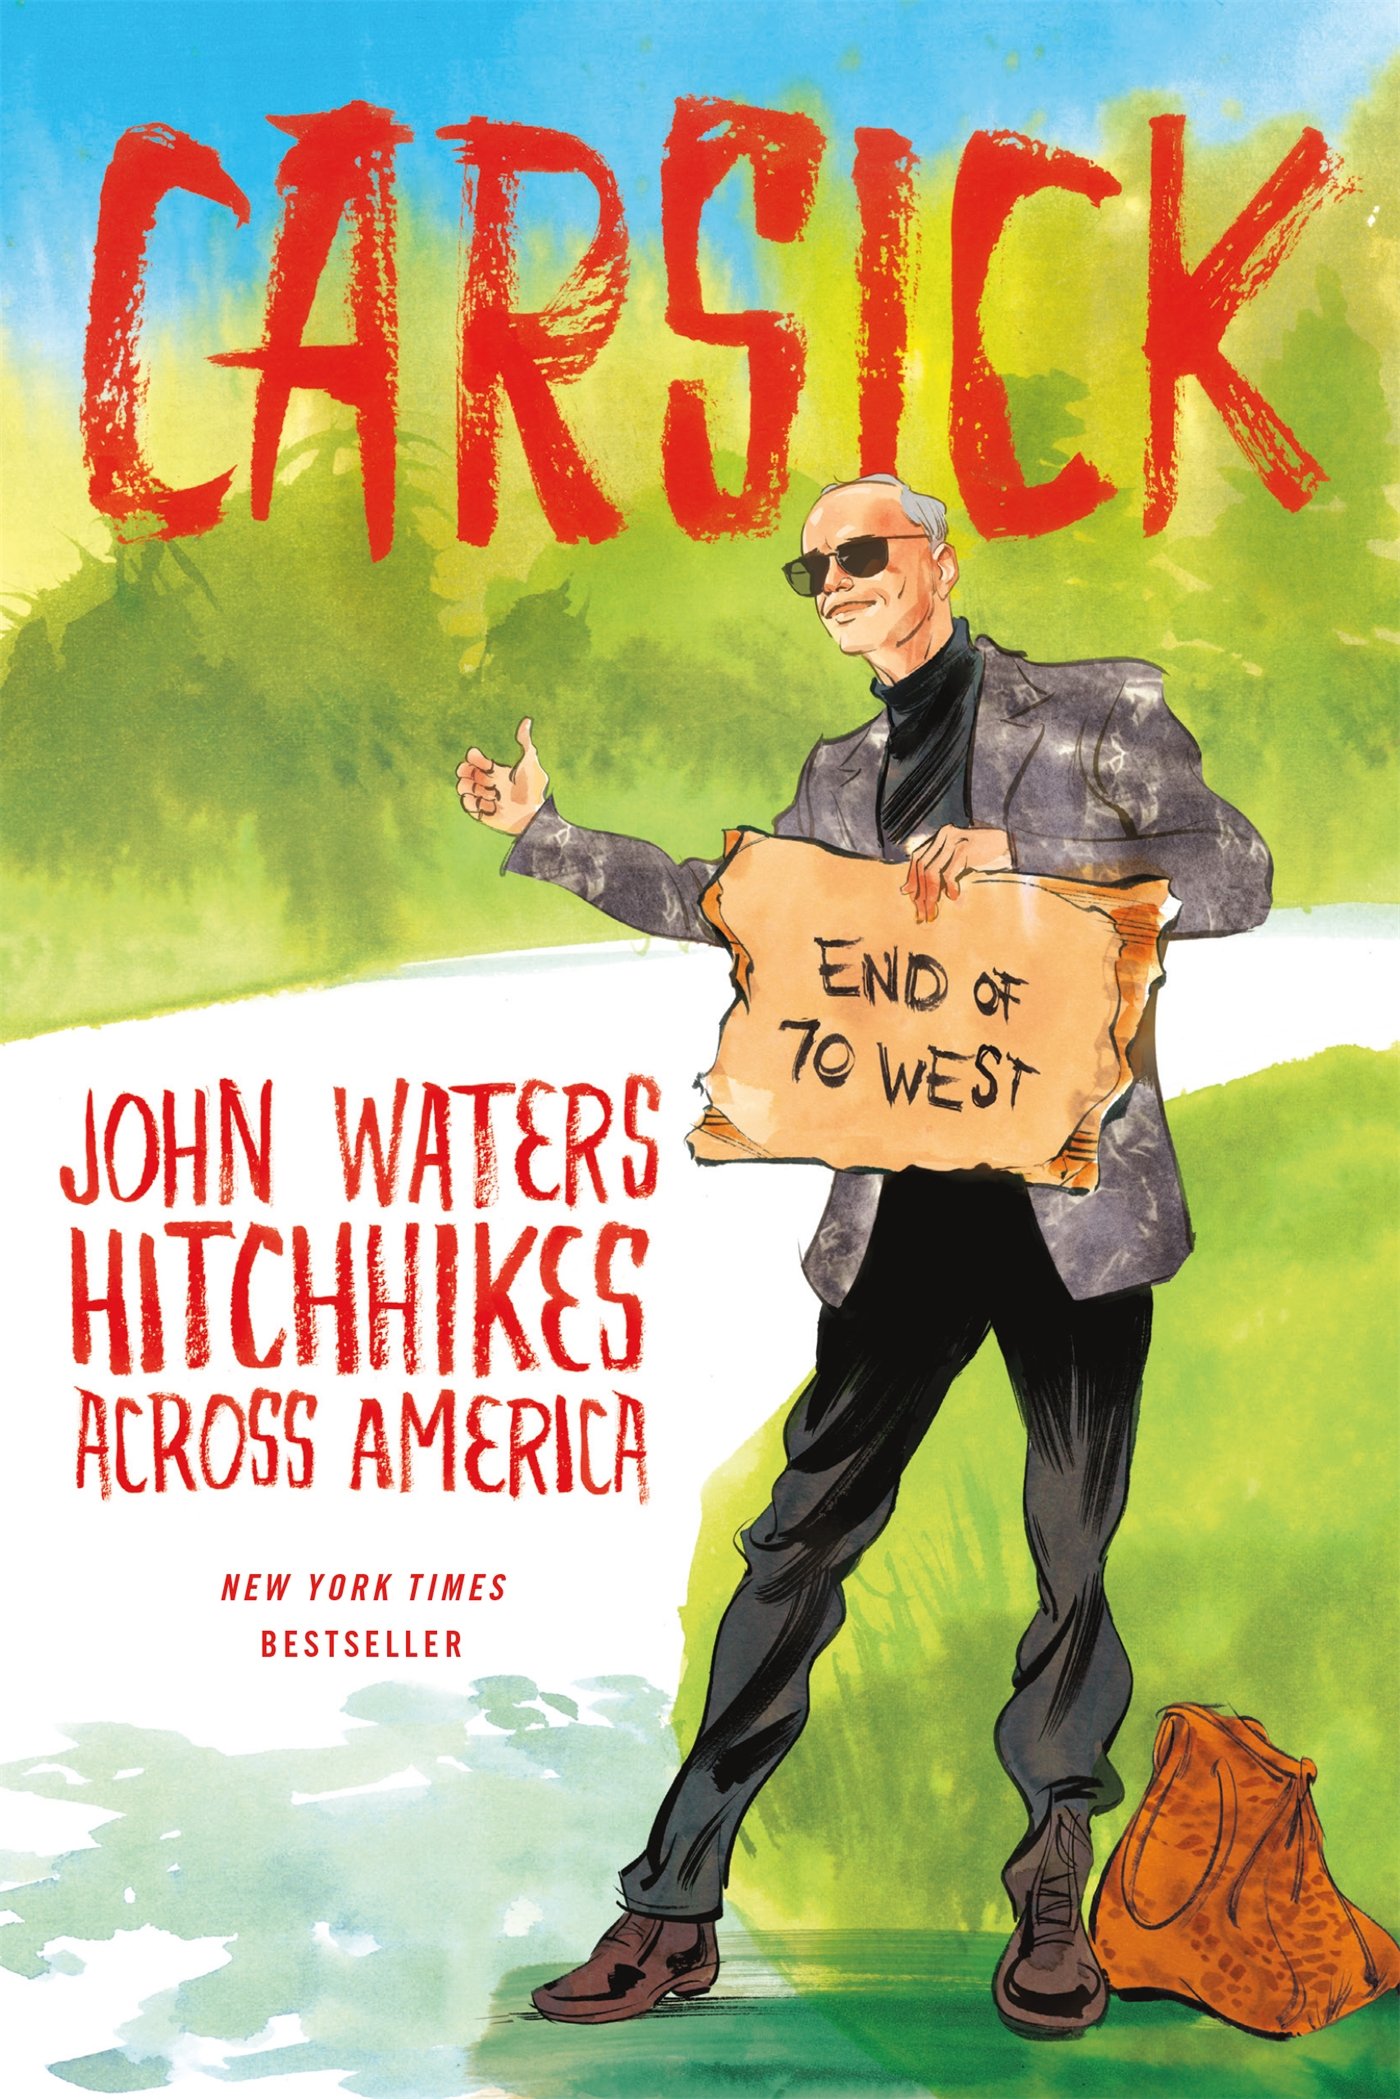 CARSICK
END OF
70 WEST
JOHN WATERS
HITCHHIKES
ACROSS AMERICA
NEW YORK TIMES
BESTSELLER